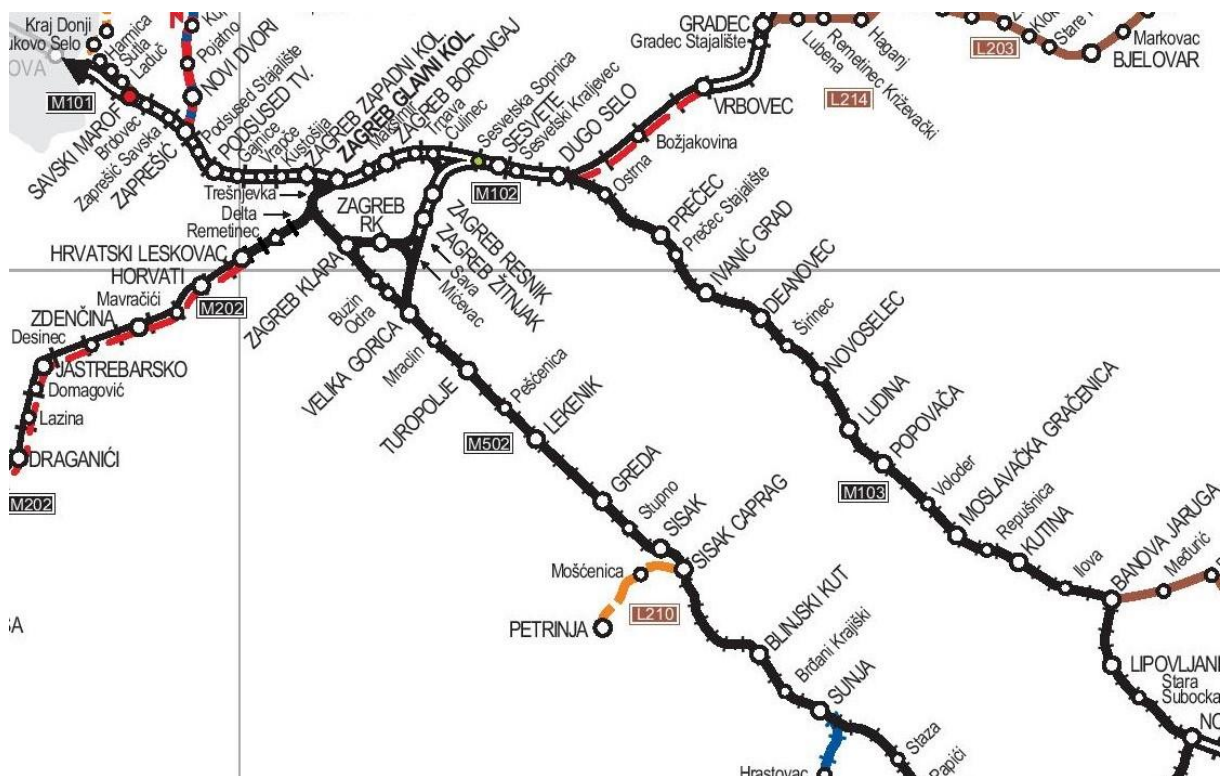 Kraj Donji
ukovo Selo
Harmica
Sutla
Laduč
OVA
M101
SAVSKI MAROF
Brdovec
Zaprešić Savska
ZAPREŠIĆ
Pojatno
NOVI DVORI
Podsused Stajalište
PODSUSED TV.
Gajnice
Vrapče
Kustošija
ZAGREB ZAPADNI KOL.
ZAGREB GLAVNI KOL.
Maksimir
ZAGREB BORONGAJ
Trnava
Čulinec
Sesvetska Sopnica
SESVETE
Sesvetski Kraljevec
DUGO SELO
M102
GRADEC
Gradec Stajalište
Lubena
Remetinec Križevački
Haganj
L203
L214
Stare
Markovac
BJELOVAR
VRBOVEC
Božjakovina
Ostrna
PREČEC
Prečec Stajalište
IVANIĆ GRAD
DEANOVEC
Širinec
NOVOSELEC
LUDINA
POPOVAČA
M103
Voloder
MOSLAVAČKA GRAČENICA
Repušnica
KUTINA
Ilova
BANOVA JARUGA
Međurić
LIPOVLJANI
Stara
Subocka
NO
Trešnjevka
Delta
Remetinec
HRVATSKI LESKOVAC
HORVATI
Mavračići
M202
ZDENČINA
Desinec
JASTREBARSKO
Domagović
Lazina
DRAGANIĆI
M202
ZAGREB
RK
ZAGREB KLARA
ZAGREB RESNIK
ZAGREB ŽITNJAK
Sava
Mičevac
Buzin
Odra
VELIKA GORICA
Mraclin
TUROPOLJE
Pešćenica
LEKENIK
M502
GREDA
Stupno
SISAK
SISAK CAPRAG
Mošćenica
L210
PETRINJA
BLINJSKI KUT
Brđani Krajiški
SUNJA
Hrastovac
Staza
Papići
SA